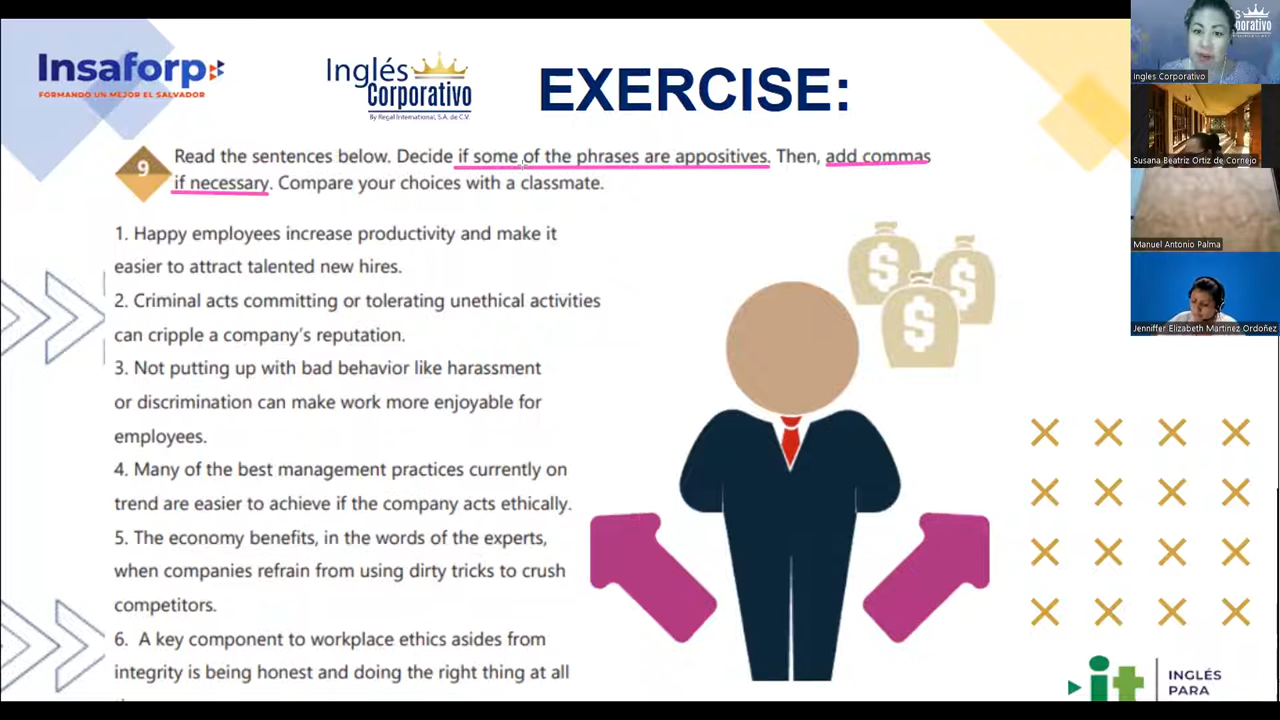 Insaforp
FORMANDO UN MEJOR EL SALVADOR
Inglés
Corporativo
By Regal International, S.A. de C.V.
EXERCISE:
9
Read the sentences below. Decide if some of the phrases are appositives. Then, add commas
if necessary. Compare your choices with a classmate.
1. Happy employees increase productivity and make it
easier to attract talented new hires.
2. Criminal acts committing or tolerating unethical activities
can cripple a company's reputation.
3. Not putting up with bad behavior like harassment
or discrimination can make work more enjoyable for
employees.
4. Many of the best management practices currently on
trend are easier to achieve if the company acts ethically.
5. The economy benefits, in the words of the experts,
when companies refrain from using dirty tricks to crush
competitors.
6. A key component to workplace ethics asides from
integrity is being honest and doing the right thing at all
$
$
$
it
INGLÉS
PARA
Ingles Corporativo
Susana Beatriz Ortiz de Cornejo
Manuel Antonio Palma
Jenniffer Elizabeth Martinez Ordoñez